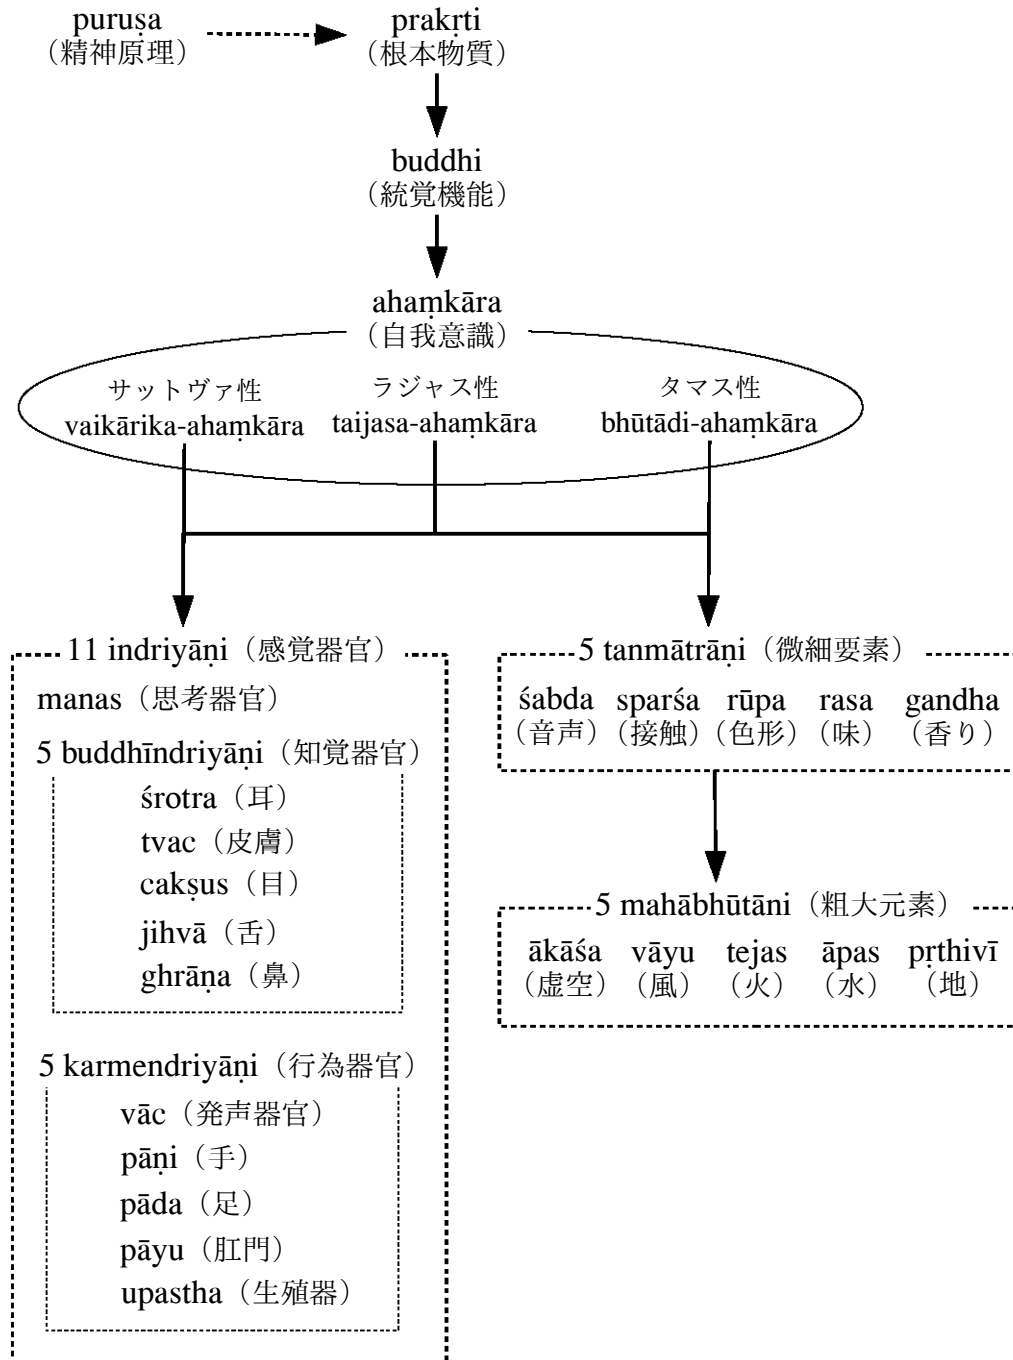 puruṣa
（精神原理）
prakṛti
（根本物質）
buddhi
（統覚機能）
ahaṃkāra
（自我意識）
サットヴァ性
vaikārika-ahaṃkāra
ラジャス性
taijasa-ahaṃkāra
タマス性
bhūtādi-ahaṃkāra
11 indriyāṇi（感覚器官）
manas（思考器官）
5 buddhīndriyāṇi（知覚器官）
śrotra（耳）
tvac（皮膚）
cakṣus（目）
jihvā（舌）
ghrāṇa（鼻）
5 karmendriyāṇi（行為器官）
vāc（発声器官）
pāṇi（手）
pāda（足）
pāyu（肛門）
upastha（生殖器）
5 tanmātrāṇi（微細要素）
śabda sparśa rūpa rasa gandha
（音声）（接触）（色形）（味）（香り）
5 mahābhūtāni（粗大元素）
ākāśa vāyu tejas āpas pṛthivī
（虚空）（風）（火）（水）（地）